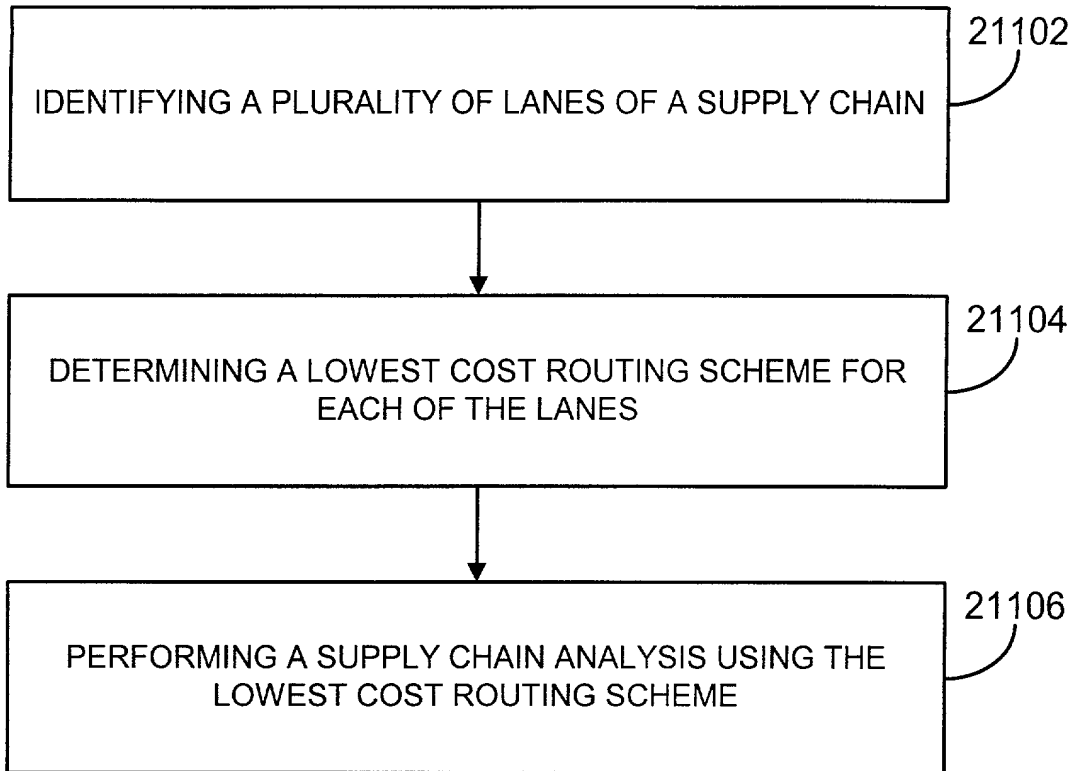 21102
IDENTIFYING A PLURALITY OF LANES OF A SUPPLY CHAIN
21104
DETERMINING A LOWEST COST ROUTING SCHEME FOR
EACH OF THE LANES
21106
PERFORMING A SUPPLY CHAIN ANALYSIS USING THE
LOWEST COST ROUTING SCHEME